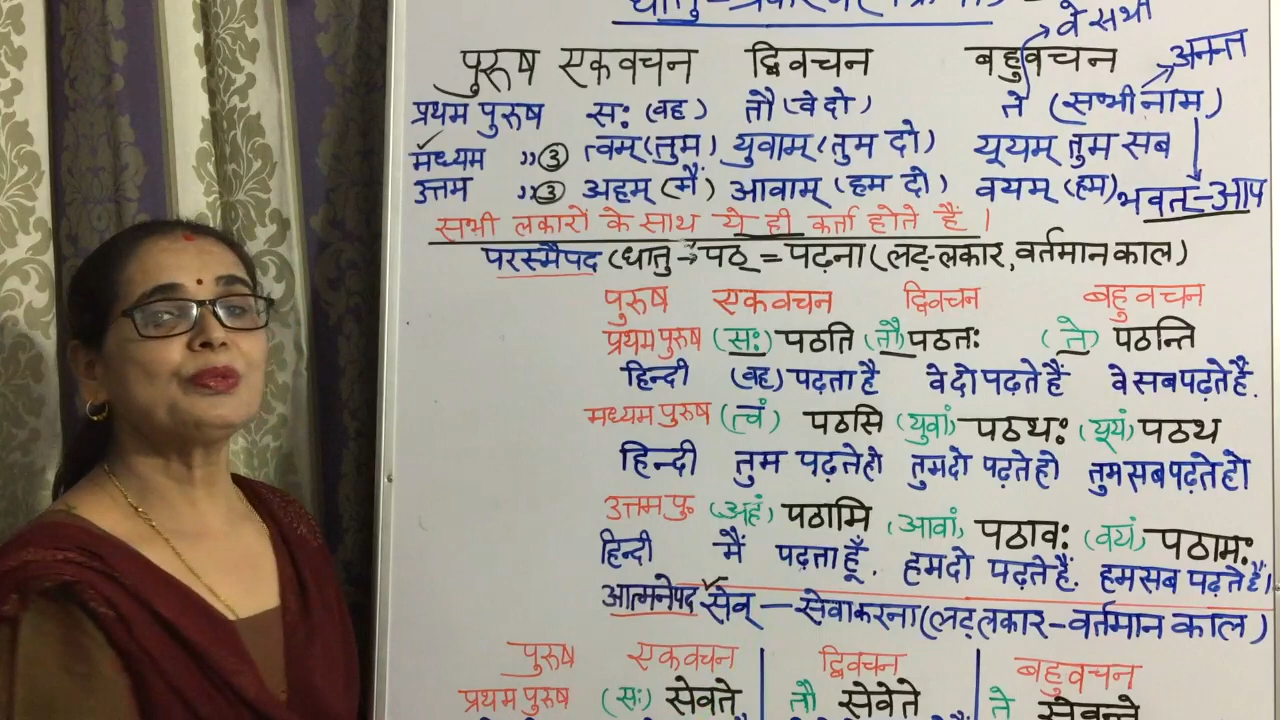 वे सभी
पुरूष एकवचन द्विवचन बहुवचन अनन्त
प्रथम पुरूष सः (वह) तौ (वे दो) ते (सभी नाम)
मध्यम ,, ③ त्वम् (तुम) युवाम् (तुम दो) यूयम् तुम सब
उत्तम ,, ③ अहम् (मैं) आवाम् (हम दो) वयम् (हम) भवत् - आप
सभी लकारों के साथ ये ही कर्ता होते हैं ।
परस्मैपद (धातु → पठ् = पढ़ना (लट्-लकार, वर्तमान काल)
पुरूष एकवचन द्विवचन बहुवचन
प्रथम पुरूष (सः) पठति (तौ) पठतः (ते) पठन्ति
हिन्दी (वह) पढ़ता है वे दो पढ़ते हैं वे सब पढ़ते हैं.
मध्यम पुरूष (त्वं) पठसि (युवां) पठथः (यूयं) पठथ
हिन्दी तुम पढ़ते हो तुम दो पढ़ते हो तुम सब पढ़ते हो
उत्तम पु० (अहं) पठामि (आवां) पठावः (वयं) पठामः
हिन्दी मैं पढ़ता हूँ. हम दो पढ़ते हैं. हम सब पढ़ते हैं।
आत्मनेपद सेव् — सेवा करना (लट् लकार - वर्तमान काल)
पुरूष एकवचन द्विवचन बहुवचन
प्रथम पुरूष (सः) सेवते तौ सेवेते ते सेवन्ते